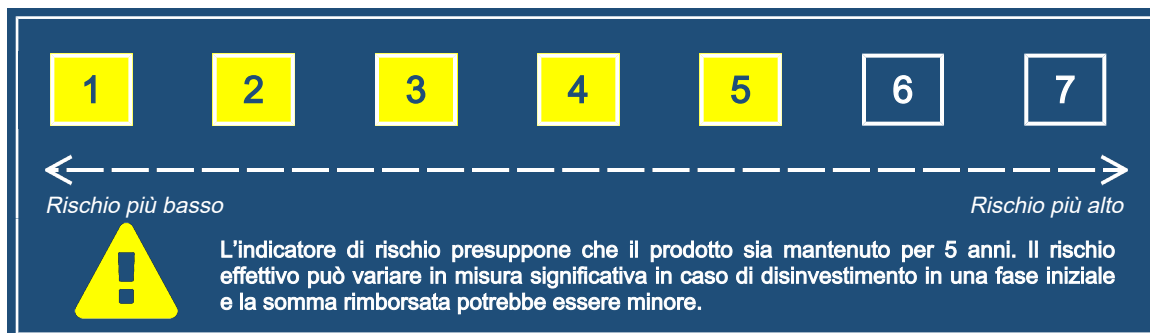 1 2 3 4 5 6 7
Rischio più basso Rischio più alto
L'indicatore di rischio presuppone che il prodotto sia mantenuto per 5 anni. Il rischio
effettivo può variare in misura significativa in caso di disinvestimento in una fase iniziale
e la somma rimborsata potrebbe essere minore.